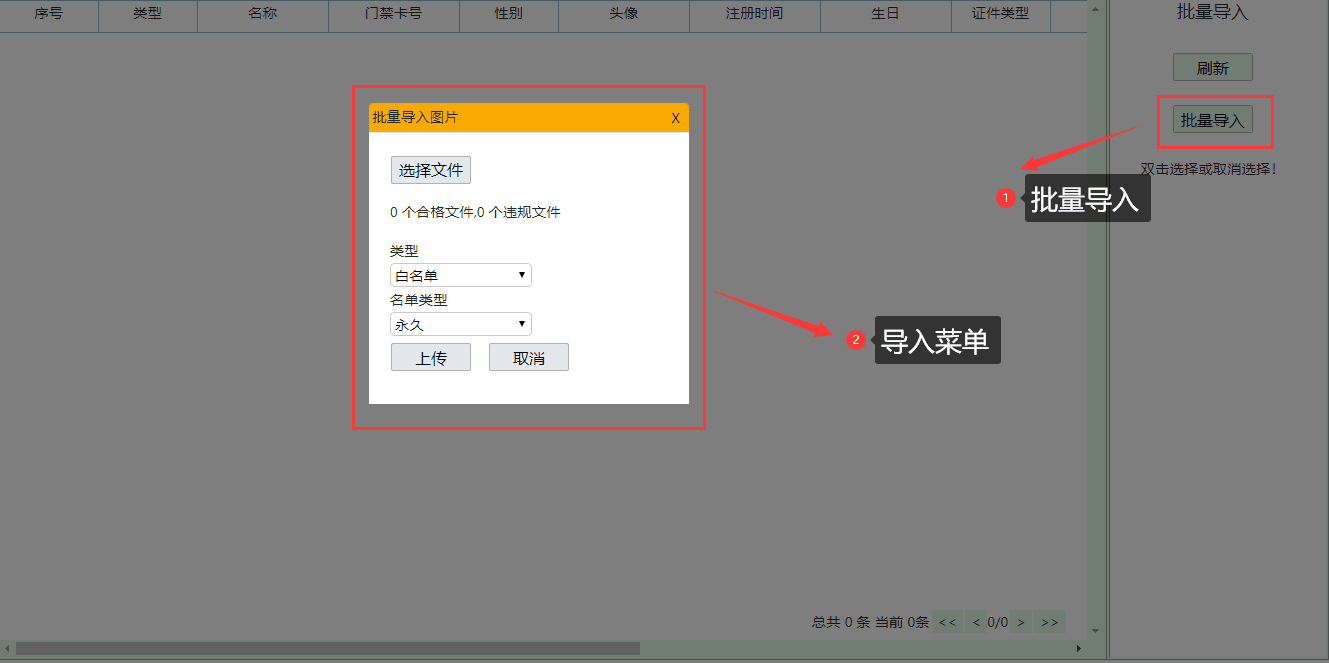 序号 类型 名称 门禁卡号 性别 头像 注册时间 生日 证件类型
批量导入
刷新
批量导入
双击选择或取消选择！
1 批量导入
批量导入图片 X
选择文件
0 个合格文件,0 个违规文件
类型
白名单
名单类型
永久
上传 取消
2 导入菜单
总共 0 条 当前 0条 << < 0/0 > >>